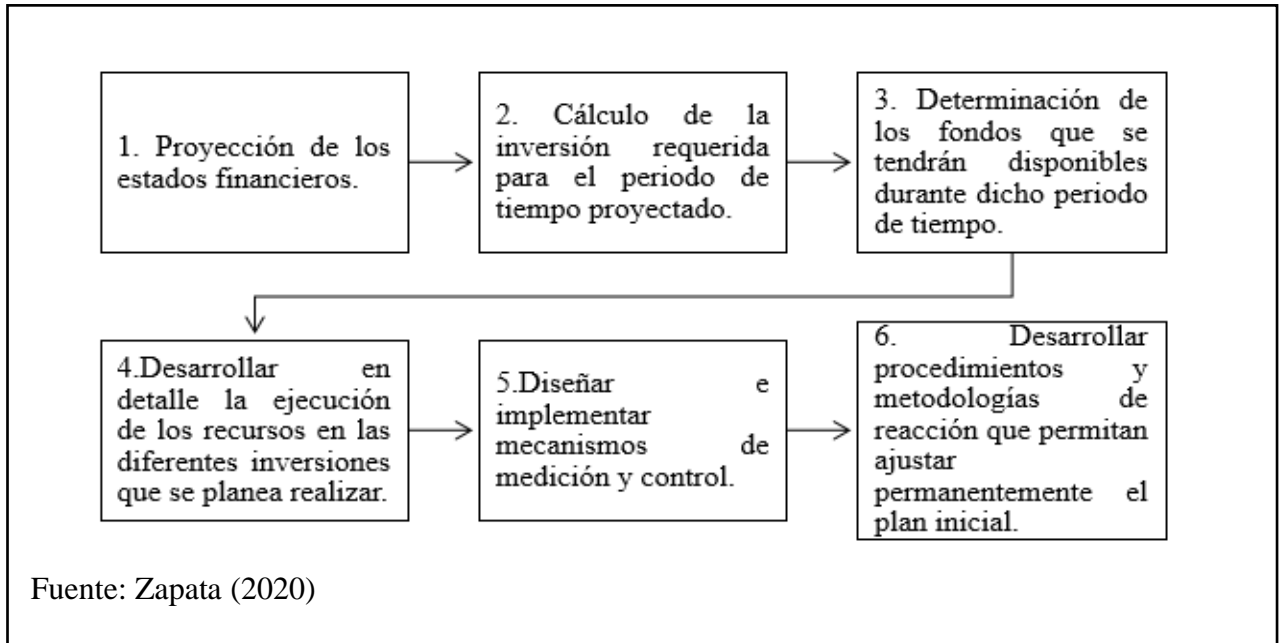 1. Proyección de los
estados financieros.
2. Cálculo de la
inversión requerida
para el periodo de
tiempo proyectado.
3. Determinación de
los fondos que se
tendrán disponibles
durante dicho periodo
de tiempo.
4.Desarrollar en
detalle la ejecución
de los recursos en las
diferentes inversiones
que se planea realizar.
5.Diseñar e
implementar
mecanismos de
medición y control.
6. Desarrollar
procedimientos y
metodologías de
reacción que permitan
ajustar
permanentemente el
plan inicial.
Fuente: Zapata (2020)